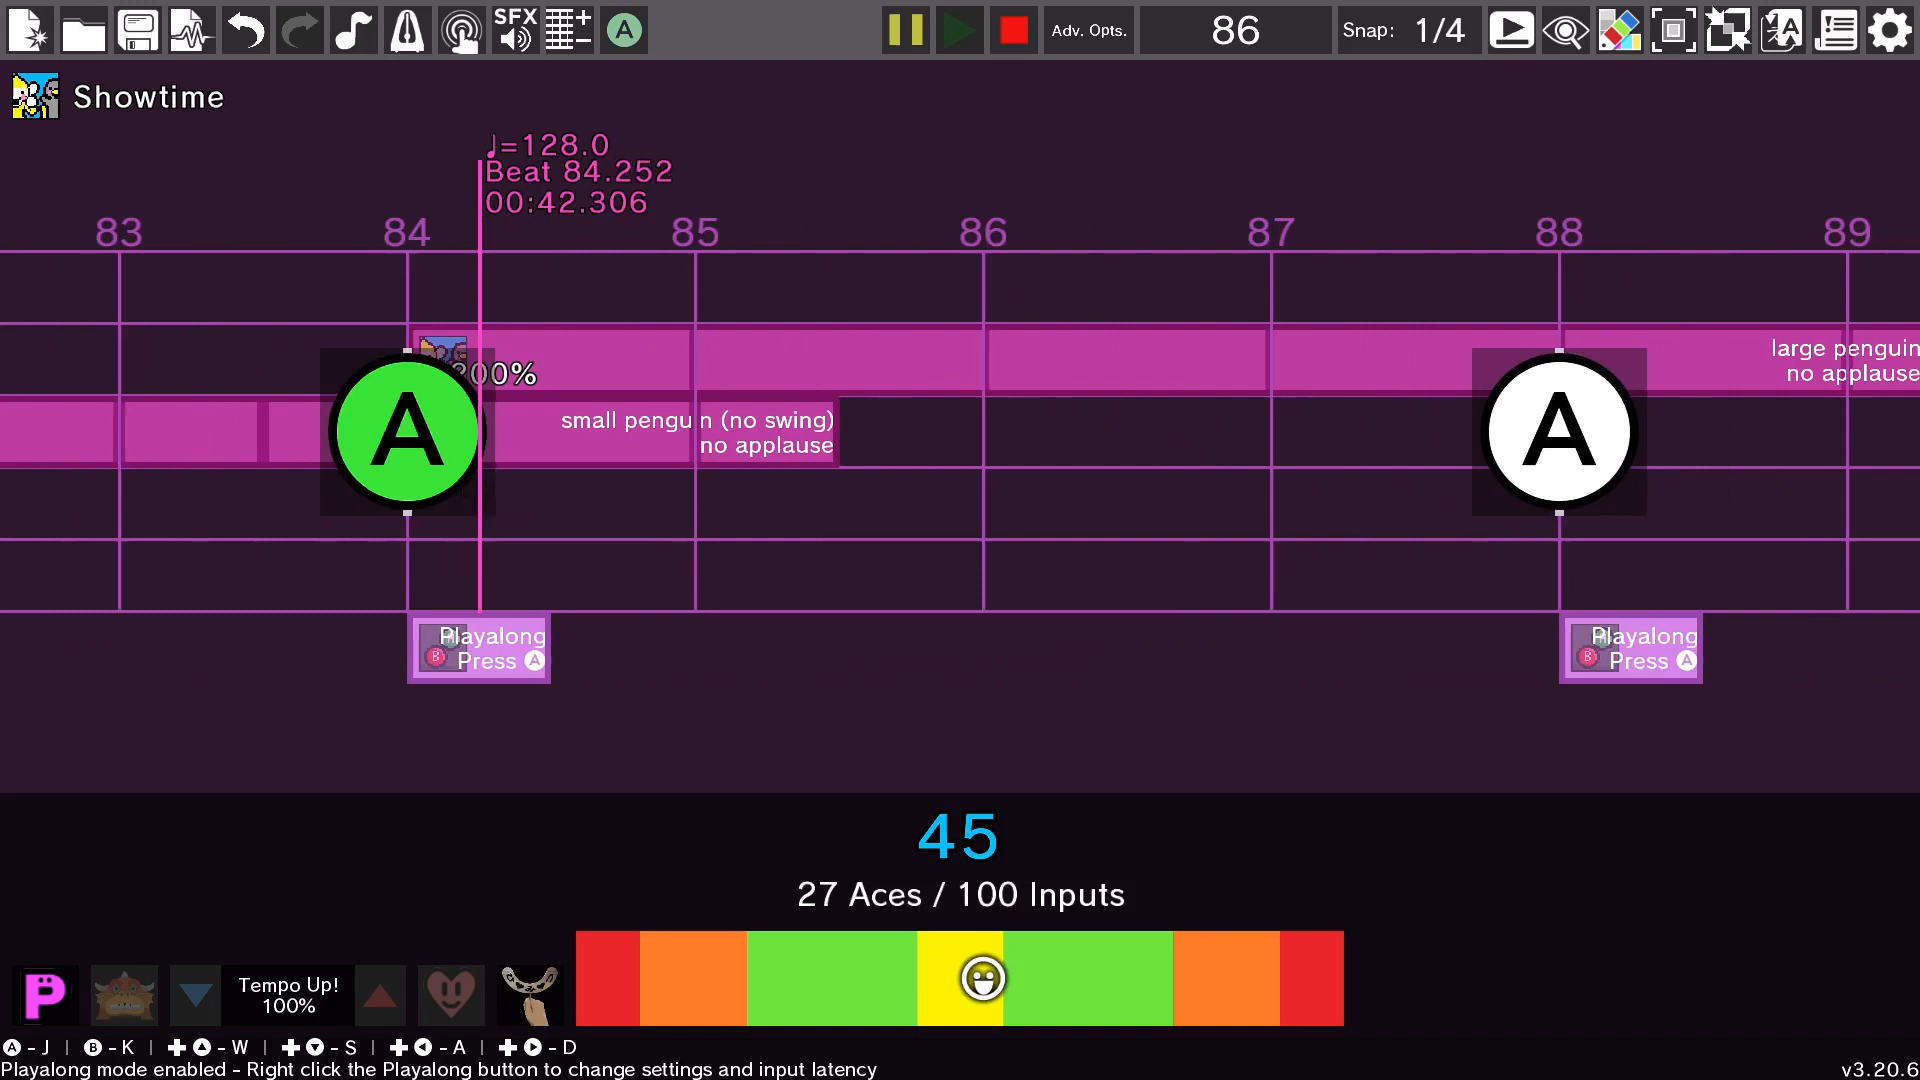 SFX
A
Adv. Opts.
86
Snap: 1/4
A
Showtime
♩=128.0
Beat 84.252
00:42.306
83 84 85 86 87 88 89
large penguin
no applause
A
A
small penguin (no swing)
no applause
Playalong
B Press A
Playalong
B Press A
45
27 Aces / 100 Inputs
P
Tempo Up!
100%
A - J | B - K | - W | - S | - A | - D
Playalong mode enabled - Right click the Playalong button to change settings and input latency
v3.20.6